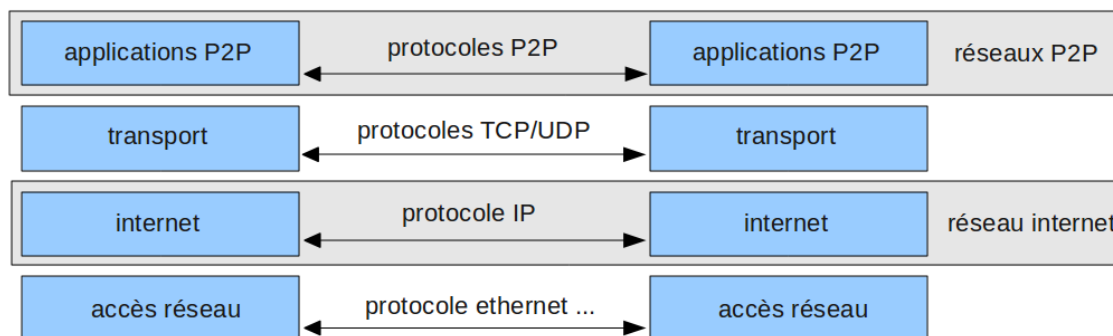 applications P2P protocoles P2P applications P2P réseaux P2P
transport protocoles TCP/UDP transport
internet protocole IP internet réseau internet
accès réseau protocole ethernet ... accès réseau